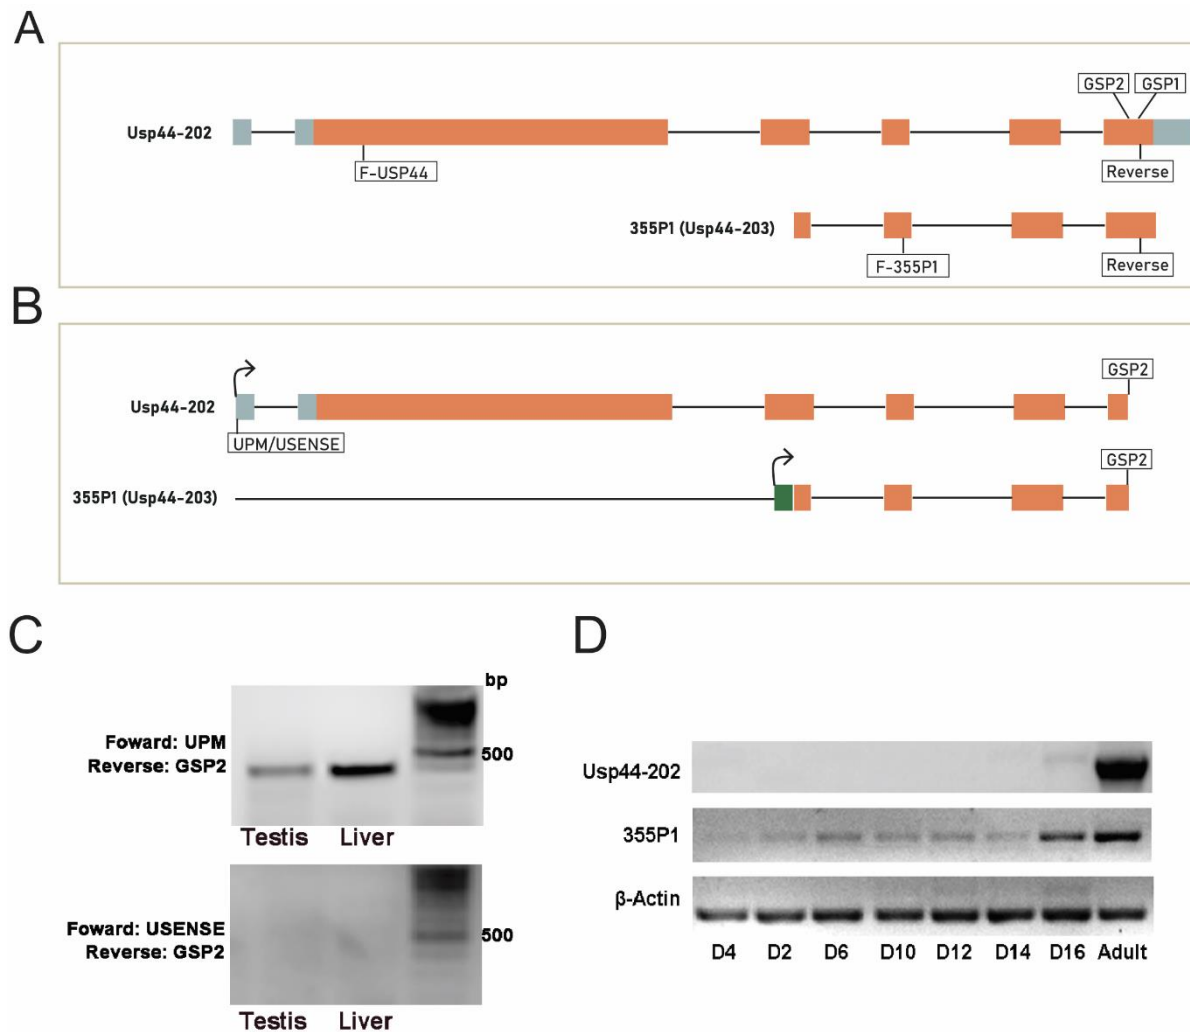 A
GSP2 GSP1
Usp44-202
F-USP44
Reverse
355P1 (Usp44-203)
F-355P1
Reverse
B
GSP2
Usp44-202
UPM/USENSE
GSP2
355P1 (Usp44-203)
C
bp
Foward: UPM
Reverse: GSP2
500
Testis Liver
Foward: USENSE
Reverse: GSP2
500
Testis Liver
D
Usp44-202
355P1
β-Actin
D4 D2 D6 D10 D12 D14 D16 Adult